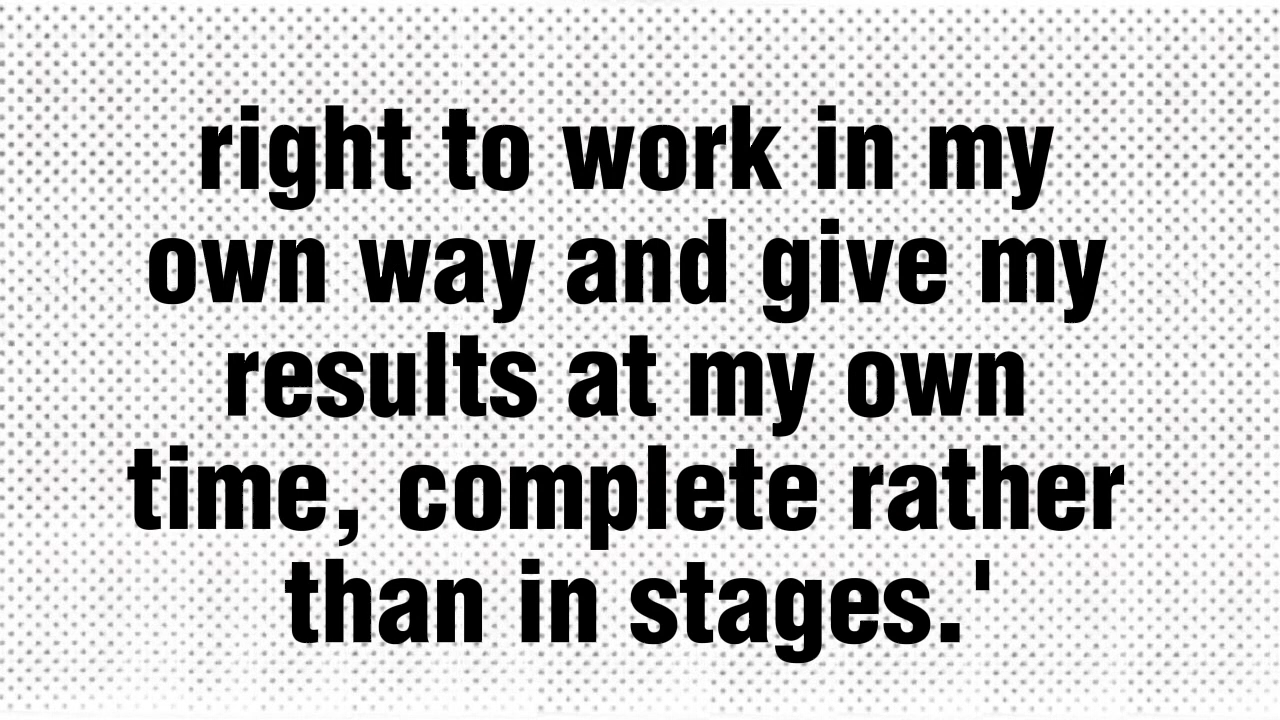 right to work in my
own way and give my
results at my own
time, complete rather
than in stages.'